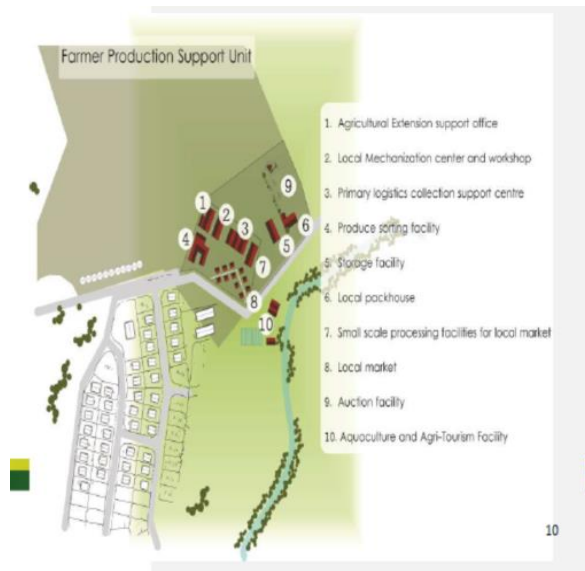 Farmer Production Support Unit
1. Agricultural Extension support office
2. Local Mechanization center and workshop
3. Primary logistics collection support centre
4. Produce sorting facility
5. Storage facility
6. Local packhouse
7. Small scale processing facilities for local market
8. Local market
9. Auction facility
10. Aquaculture and Agri-Tourism Facility
9
1
2
6
3
4
5
7
8
10
10